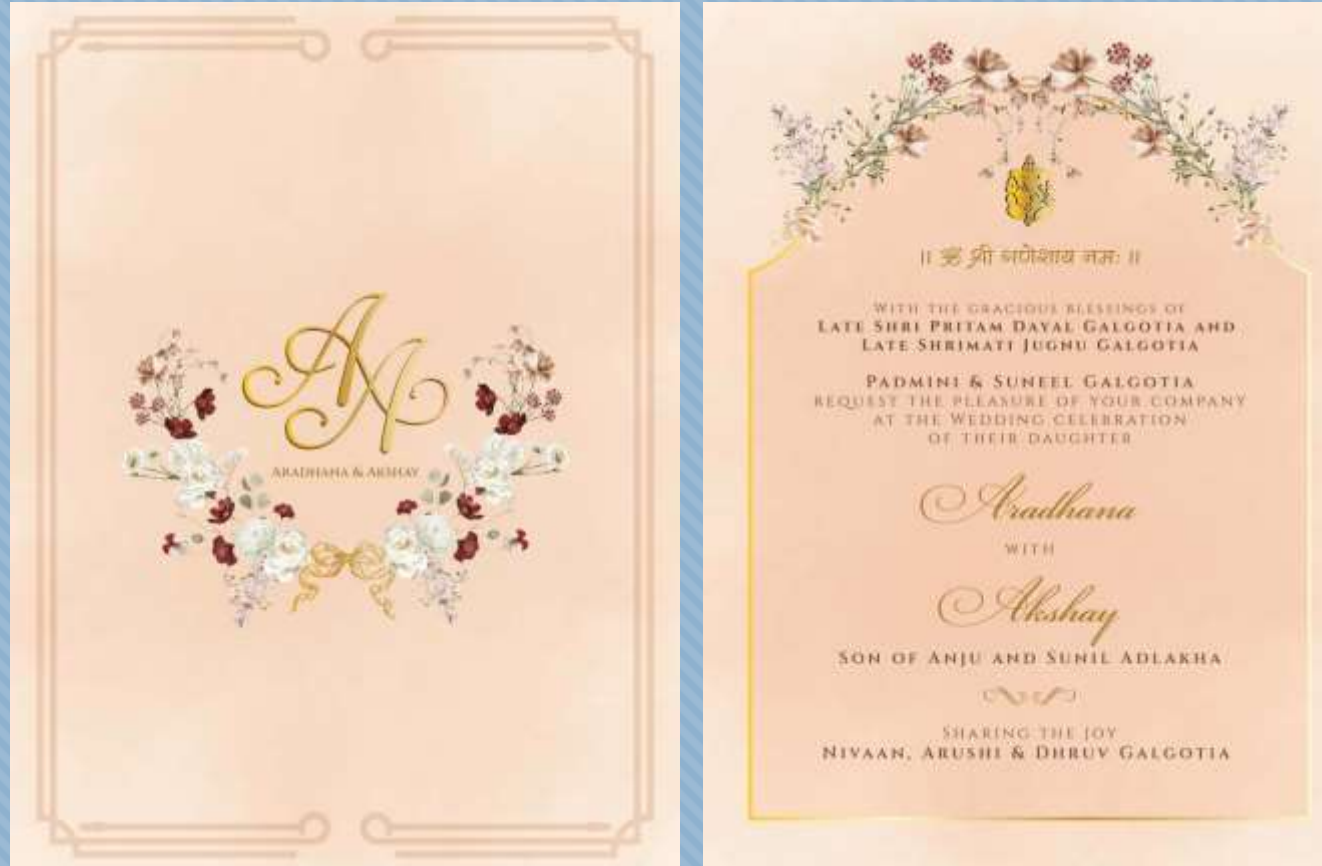 AA
ARADHANA & AKSHAY
॥ ॐ श्री गणेशाय नमः ॥
WITH THE GRACIOUS BLESSINGS OF
LATE SHRI PRITAM DAYAL GALGOTIA AND
LATE SHRIMATI JUGNU GALGOTIA
PADMINI & SUNEEL GALGOTIA
REQUEST THE PLEASURE OF YOUR COMPANY
AT THE WEDDING CELEBRATION
OF THEIR DAUGHTER
Aradhana
WITH
Akshay
SON OF ANJU AND SUNIL ADLAKHA
SHARING THE JOY
NIVAAN, ARUSHI & DHRUV GALGOTIA